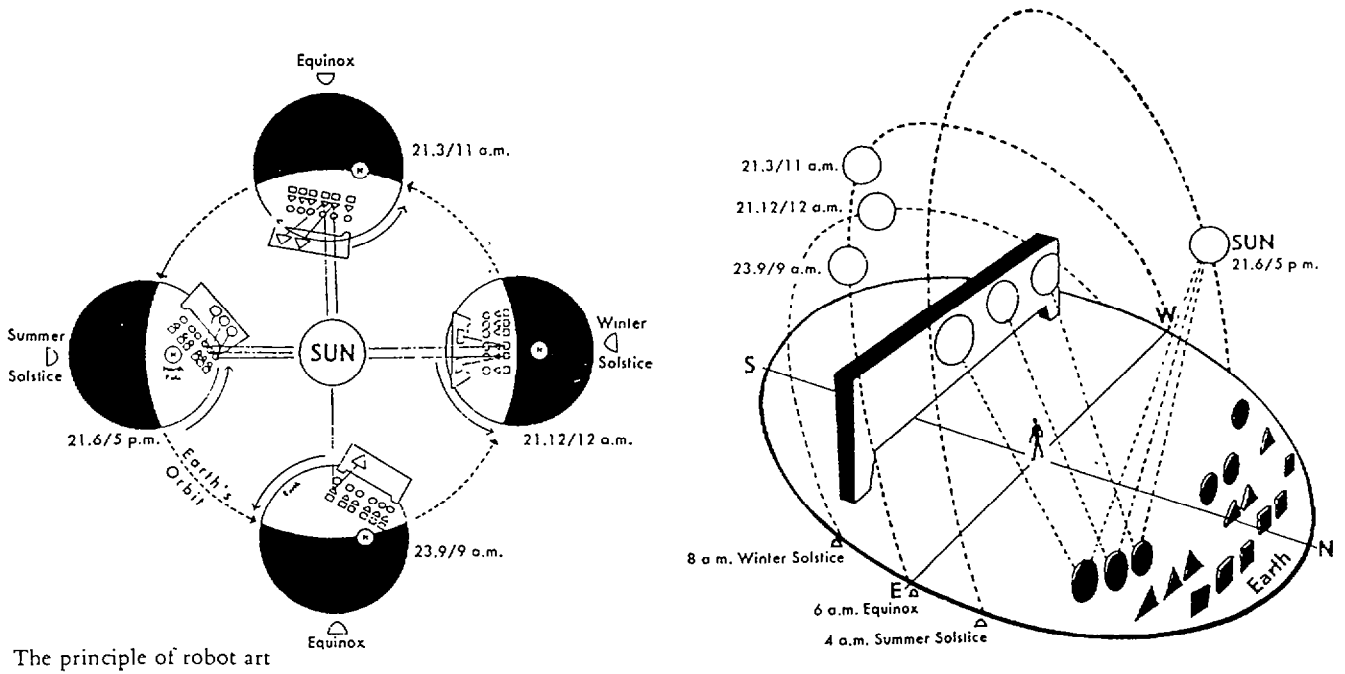 Equinox
21.3/11 a.m.
N
Summer
Solstice
21.6/5 p.m.
N
SUN
Winter
Solstice
21.12/12 a.m.
N
Earth's
Orbit
N
23.9/9 a.m.
Equinox
The principle of robot art
21.3/11 a.m.
21.12/12 a.m.
23.9/9 a.m.
SUN
21.6/5 p m.
W
S
N
Earth
8 a m. Winter Solstice
E
6 a.m. Equinox
4 a.m. Summer Solstice